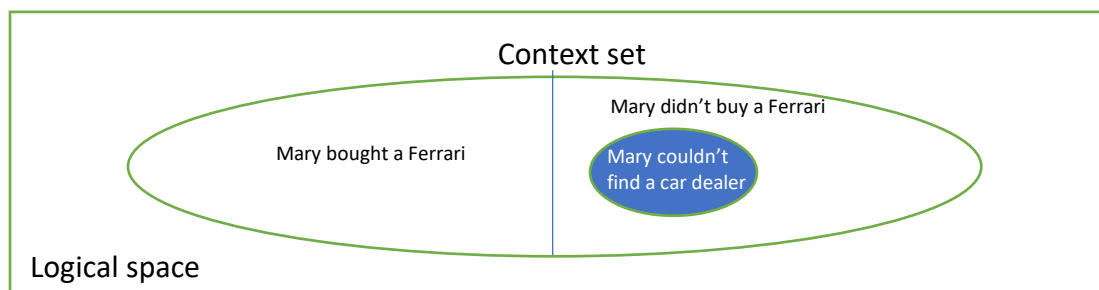 Context set
Mary didn’t buy a Ferrari
Mary bought a Ferrari
Mary couldn’t
find a car dealer
Logical space